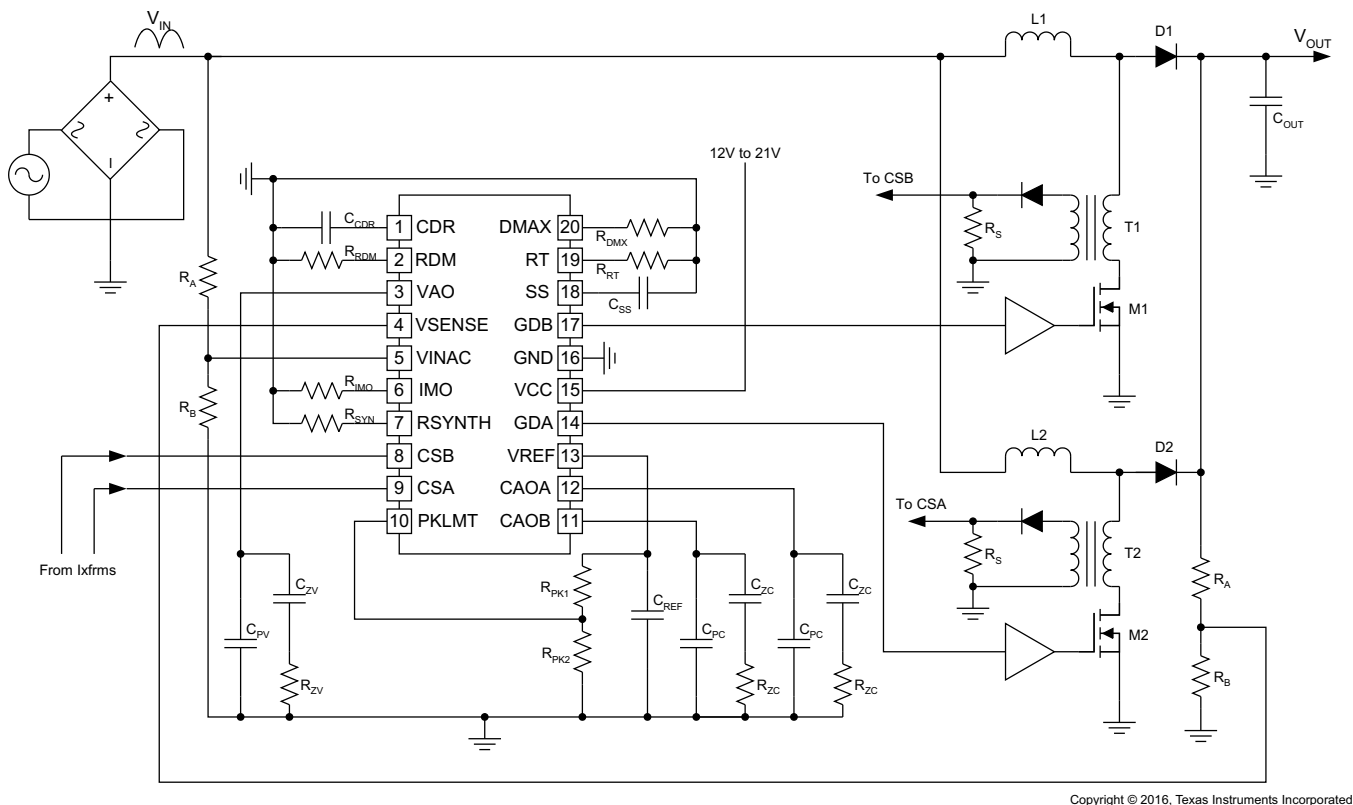 VIN
L1
D1
VOUT
COUT
+
−
12V to 21V
To CSB
RS
T1
M1
CCDR
1 CDR
DMAX 20
RDMX
RRDM
2 RDM
RT 19
RRT
RA
3 VAO
SS 18
CSS
4 VSENSE
GDB 17
5 VINAC
GND 16
RIMO
6 IMO
VCC 15
RB
RSYN
7 RSYNTH
GDA 14
8 CSB
VREF 13
9 CSA
CAOA 12
10 PKLMT
CAOB 11
From Ixfrms
L2
D2
To CSA
RS
T2
M2
RA
RB
CZV
CPV
RZV
RPK1
RPK2
CREF
CPC
CZC
RZC
CPC
CZC
RZC
Copyright © 2016, Texas Instruments Incorporated